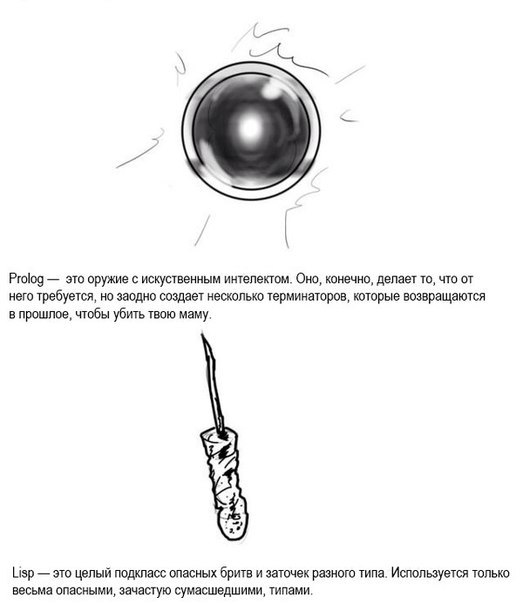 Prolog — это оружие с искуственным интелектом. Оно, конечно, делает то, что от
него требуется, но заодно создает несколько терминаторов, которые возвращаются
в прошлое, чтобы убить твою маму.
Lisp — это целый подкласс опасных бритв и заточек разного типа. Используется только
весьма опасными, зачастую сумасшедшими, типами.